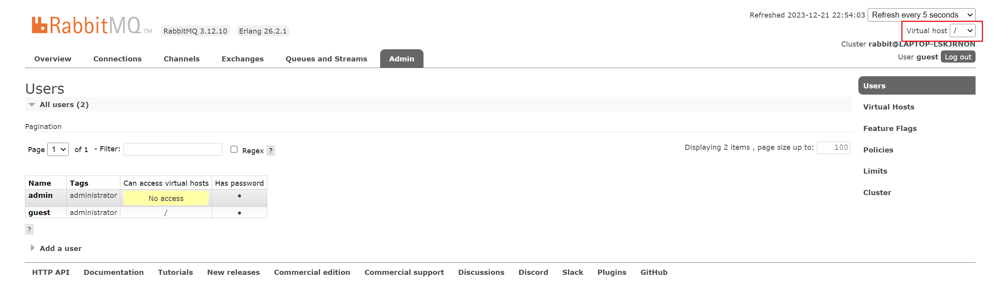 RabbitMQ TM RabbitMQ 3.12.10 Erlang 26.2.1
Refreshed 2023-12-21 22:54:03 Refresh every 5 seconds
Virtual host /
Cluster rabbit@LAPTOP-LSKJRNON
User guest Log out
Overview Connections Channels Exchanges Queues and Streams Admin
Users
All users (2)
Pagination
Page 1 of 1 - Filter: Regex ? Displaying 2 items , page size up to: 100
Name Tags Can access virtual hosts Has password
admin administrator No access •
guest administrator / •
?
Add a user
Users
Virtual Hosts
Feature Flags
Policies
Limits
Cluster
HTTP API Documentation Tutorials New releases Commercial edition Commercial support Discussions Discord Slack Plugins GitHub